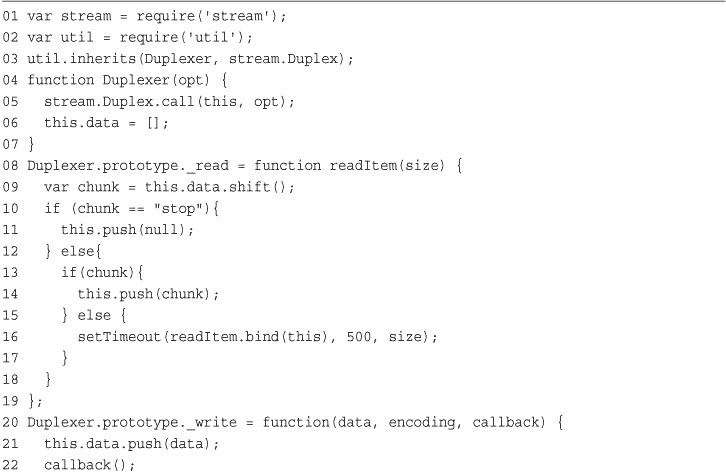 01 var stream = require('stream');
02 var util = require('util');
03 util.inherits(Duplexer, stream.Duplex);
04 function Duplexer(opt) {
05   stream.Duplex.call(this, opt);
06   this.data = [];
07 }
08 Duplexer.prototype._read = function readItem(size) {
09   var chunk = this.data.shift();
10   if (chunk == "stop"){
11     this.push(null);
12   } else{
13     if(chunk){
14       this.push(chunk);
15     } else {
16       setTimeout(readItem.bind(this), 500, size);
17     }
18   }
19 };
20 Duplexer.prototype._write = function(data, encoding, callback) {
21   this.data.push(data);
22   callback();